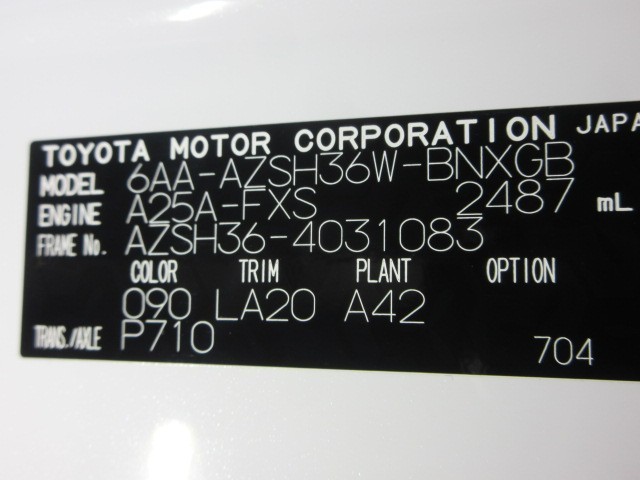 TOYOTA MOTOR CORPORATION JAPA
MODEL 6AA-AZSH36W-BNXGB
ENGINE A25A-FXS 2487 mL
FRAME No. AZSH36-4031083
COLOR TRIM PLANT OPTION
090 LA20 A42
TRANS./AXLE P710 704